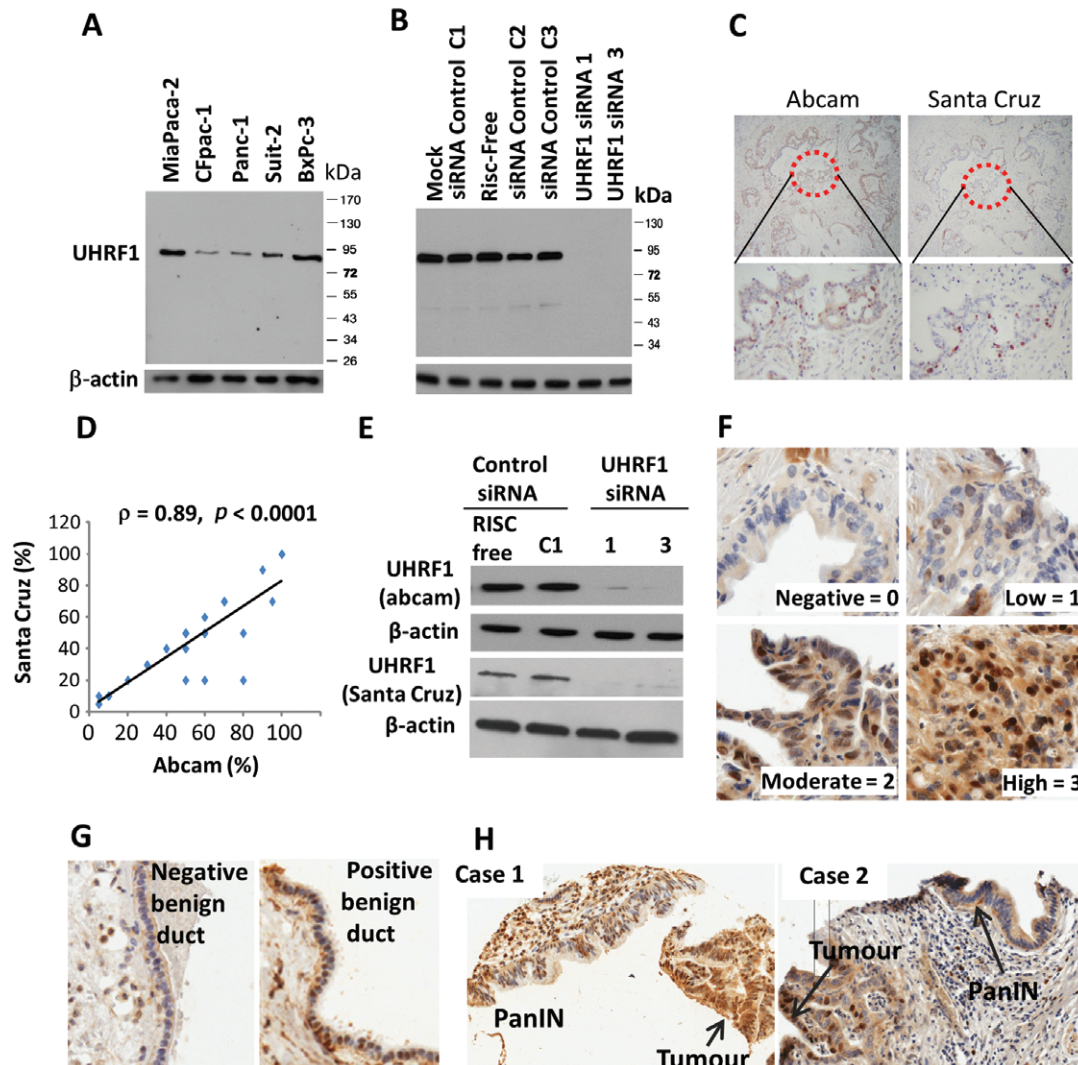 A
MiaPaca-2
CFpac-1
Panc-1
Suit-2
BxPc-3
kDa
UHRF1
170
130
95
72
55
43
34
26
β-actin
B
Mock
siRNA Control C1
Risc-Free
siRNA Control C2
siRNA Control C3
UHRF1 siRNA 1
UHRF1 siRNA 3
kDa
130
95
72
55
43
34
C
Abcam
Santa Cruz
D
ρ = 0.89, p < 0.0001
Santa Cruz (%)
120
100
80
60
40
20
0
0 20 40 60 80 100
Abcam (%)
E
Control siRNA
UHRF1 siRNA
RISC free
C1
1
3
UHRF1 (abcam)
β-actin
UHRF1 (Santa Cruz)
β-actin
F
Negative = 0
Low = 1
Moderate = 2
High = 3
G
Negative benign duct
Positive benign duct
H
Case 1
PanIN
Tumour
Case 2
Tumour
PanIN